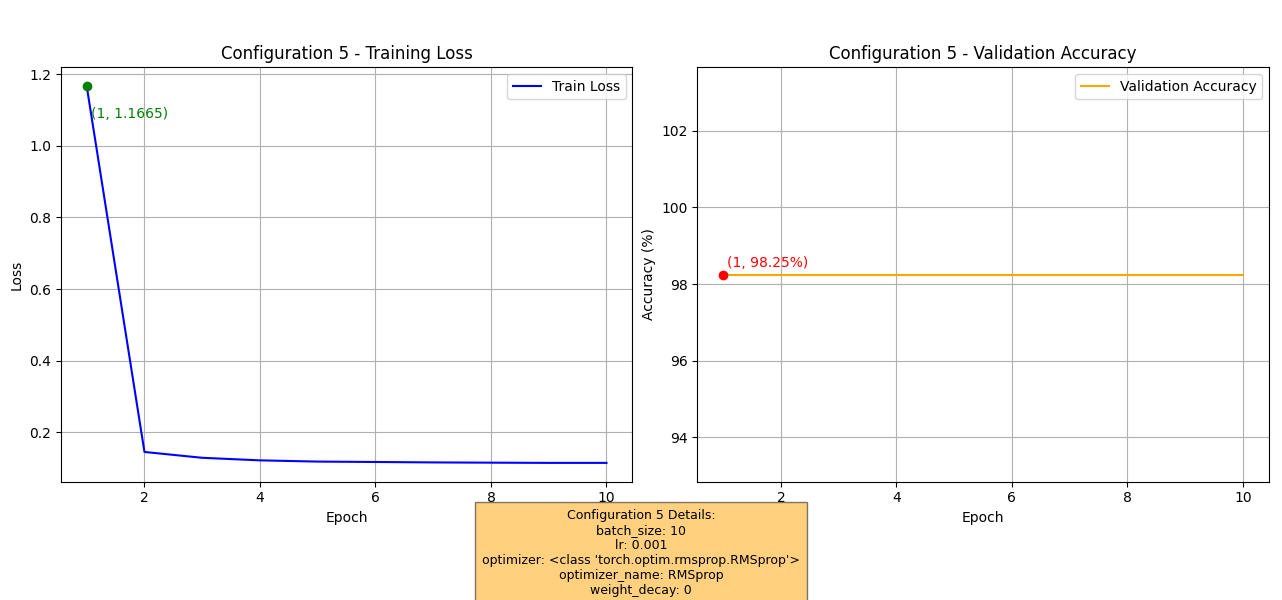 Configuration 5 - Training Loss
1.2
1.0
0.8
0.6
0.4
0.2
Loss
Train Loss
(1, 1.1665)
2 4 6 8 10
Epoch
Configuration 5 - Validation Accuracy
102
100
98
96
94
Accuracy (%)
Validation Accuracy
(1, 98.25%)
2 4 6 8 10
Epoch
Configuration 5 Details:
batch_size: 10
lr: 0.001
optimizer: <class 'torch.optim.rmsprop.RMSprop'>
optimizer_name: RMSprop
weight_decay: 0